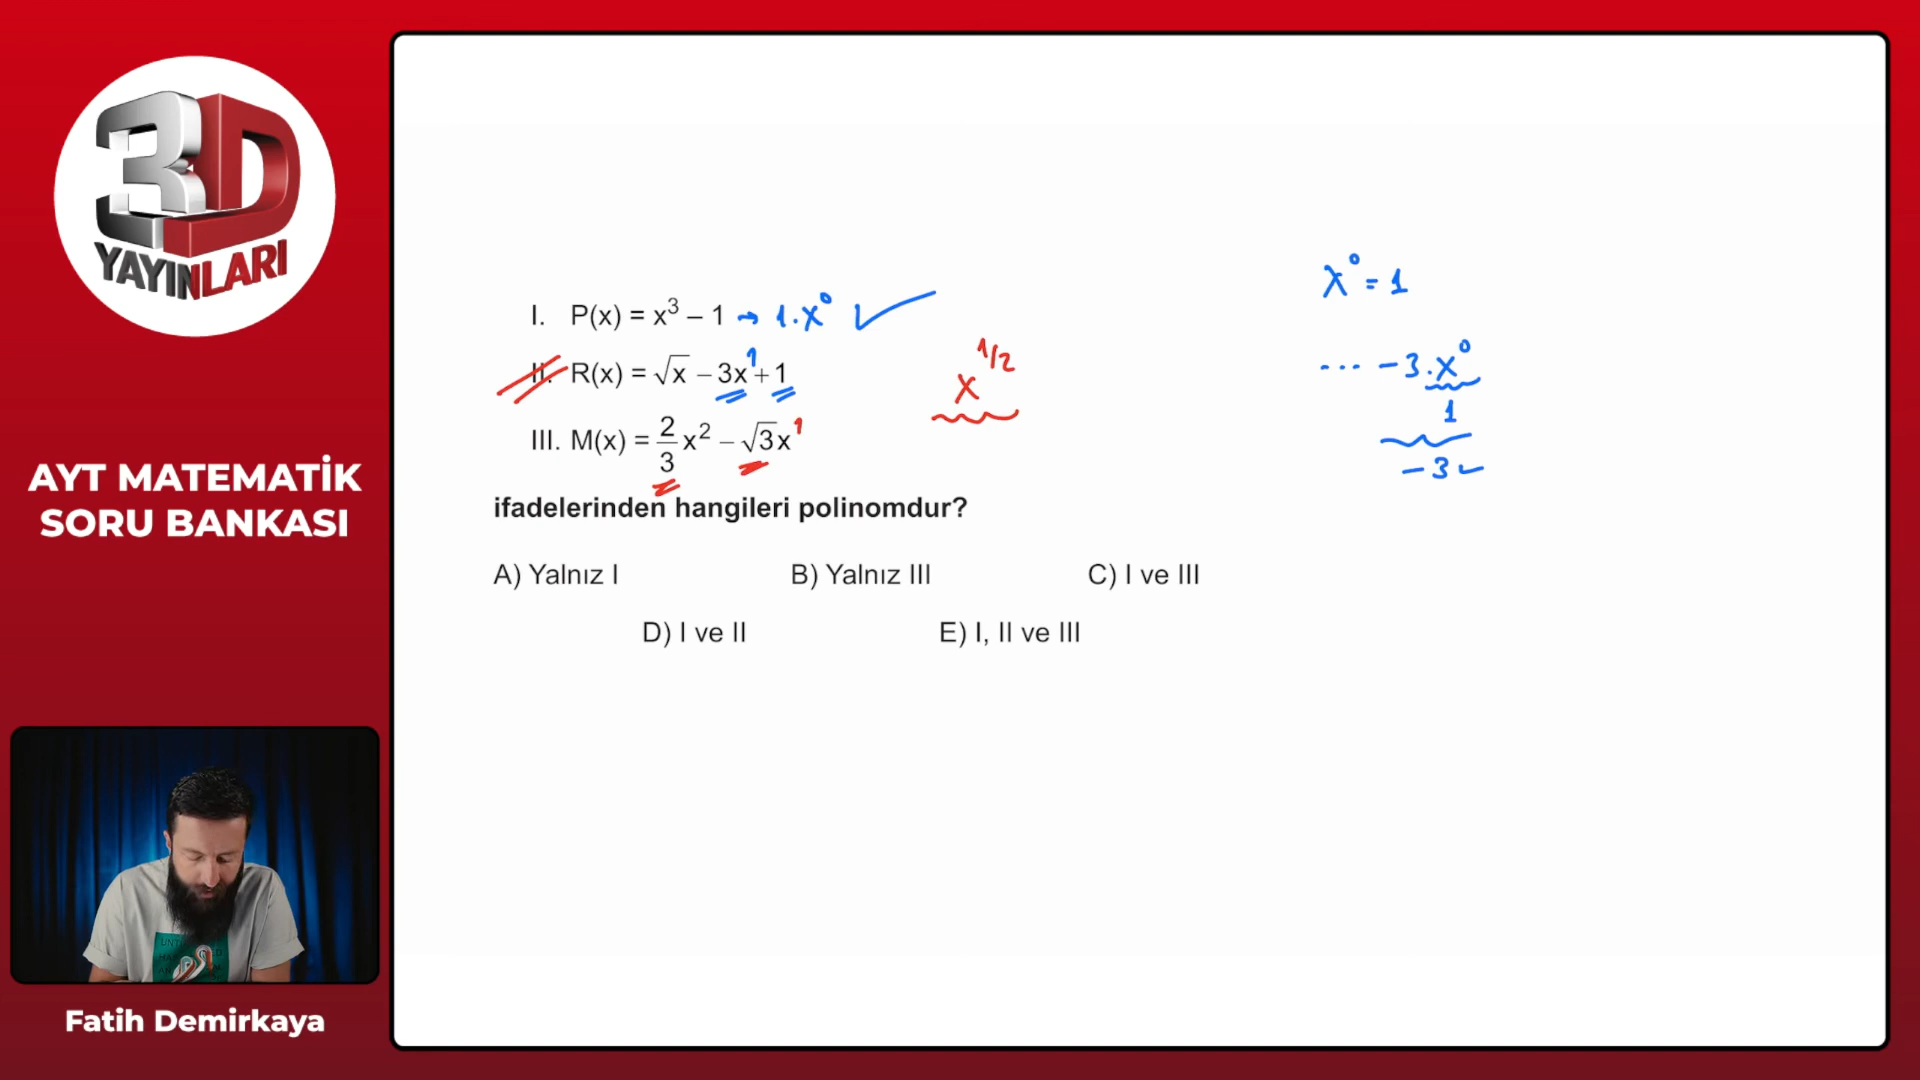 3D
YAYINLARI
AYT MATEMATİK
SORU BANKASI
Fatih Demirkaya
I. P(x) = x³ – 1 → 1.x⁰ ✓
II. R(x) = √x – 3x¹ + 1
x^1/2
III. M(x) = 2/3 x² – √3x¹
ifadelerinden hangileri polinomdur?
A) Yalnız I B) Yalnız III C) I ve III
D) I ve II E) I, II ve III
x⁰ = 1
... –3.x⁰
1
–3 ✓